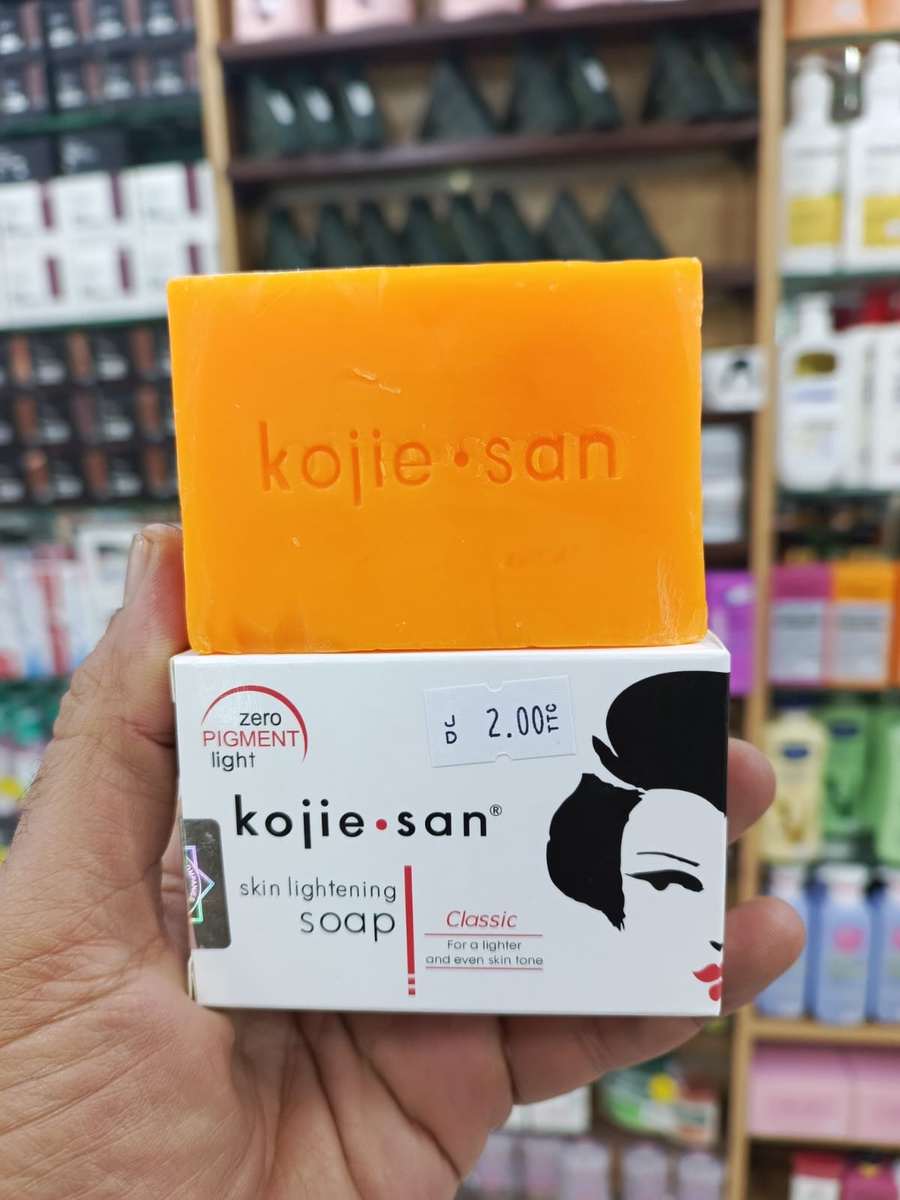 kojie•san
zero
PIGMENT
light
JD 2.00 TTC
kojie•san®
skin lightening
soap
Classic
For a lighter
and even skin tone